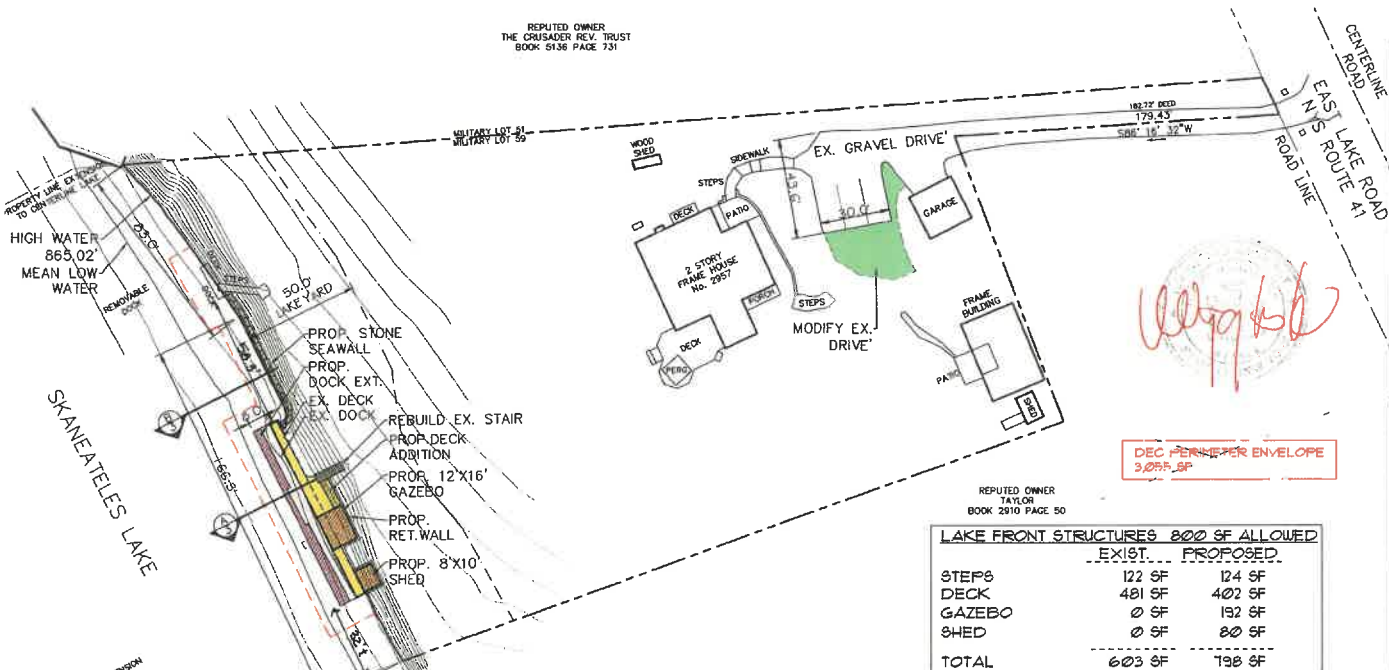 REPUTED OWNER
THE CRUSADER REV. TRUST
BOOK 5136 PAGE 731
CENTERLINE
ROAD
EAST LAKE ROAD
NYS ROUTE 41
ROAD LINE
182.72' DEED
179.43'
S86° 15' 32"W
MILITARY LOT 51
MILITARY LOT 59
WOOD
SHED
SIDEWALK
EX. GRAVEL DRIVE'
STEPS
43.6'
30.0'
DECK
PATIO
GARAGE
2 STORY
FRAME HOUSE
No. 2957
PORCH
STEPS
DECK
PERG
MODIFY EX.
DRIVE'
FRAME
BUILDING
PATIO
SHED
PROPERTY LINE EXTENSION
TO CENTERLINE LAKE
HIGH WATER
865.02'
MEAN LOW
WATER
83.0'
REMOVABLE
DOCK
DOCK
STEPS
50.0'
LAKE YARD
PROP. STONE
SEAWALL
PROP.
DOCK EXT.
EX. DECK
EX. DOCK
REBUILD EX. STAIR
PROP.DECK
ADDITION
PROP. 12'X16'
GAZEBO
PROP.
RET.WALL
PROP. 8'X10'
SHED
SKANEATELES LAKE
DEC PERIMETER ENVELOPE
3,055 SF
REPUTED OWNER
TAYLOR
BOOK 2910 PAGE 50
LAKE FRONT STRUCTURES 800 SF ALLOWED
EXIST. PROPOSED
STEPS 122 SF 124 SF
DECK 481 SF 402 SF
GAZEBO 0 SF 192 SF
SHED 0 SF 80 SF
TOTAL 603 SF 798 SF